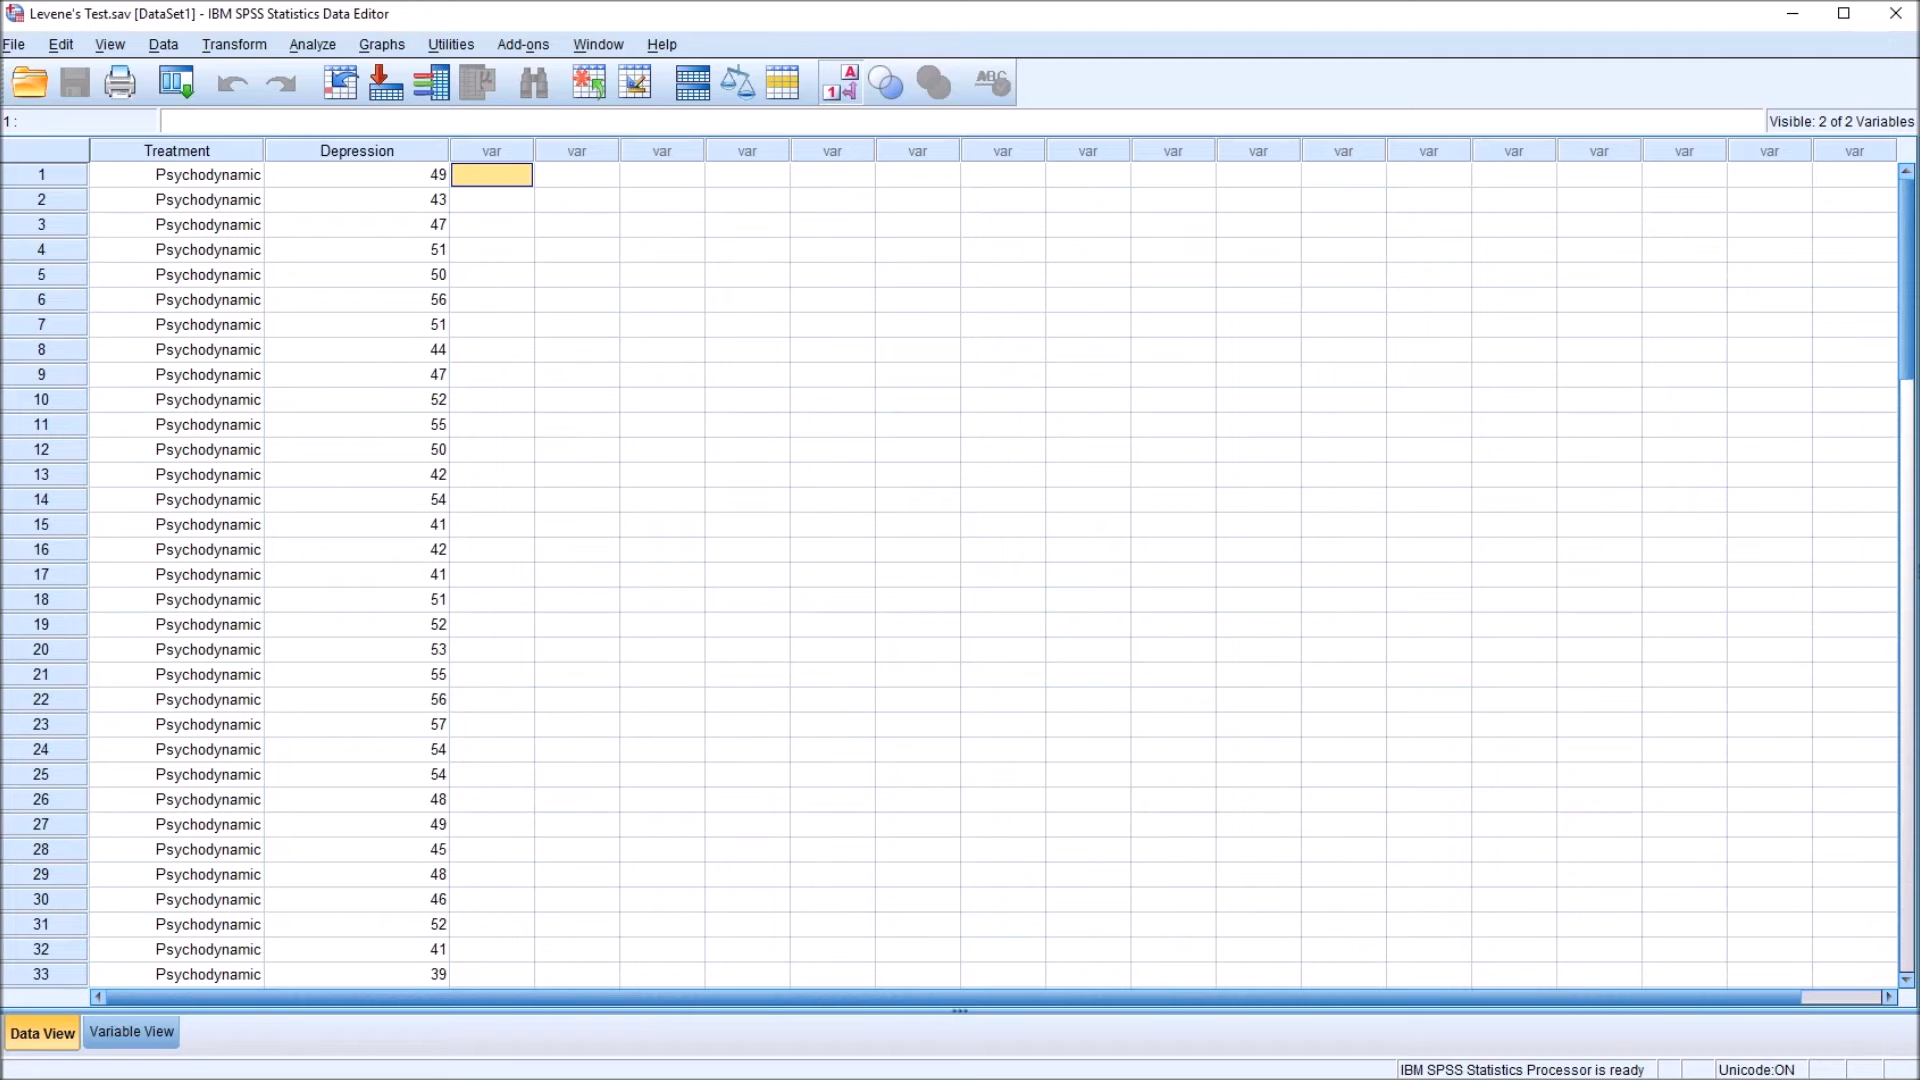 Levene's Test.sav [DataSet1] - IBM SPSS Statistics Data Editor
File Edit View Data Transform Analyze Graphs Utilities Add-ons Window Help
A
1
ABC
1 :
Visible: 2 of 2 Variables
Treatment Depression var var var var var var var var var var var var var var var var var
1 Psychodynamic 49
2 Psychodynamic 43
3 Psychodynamic 47
4 Psychodynamic 51
5 Psychodynamic 50
6 Psychodynamic 56
7 Psychodynamic 51
8 Psychodynamic 44
9 Psychodynamic 47
10 Psychodynamic 52
11 Psychodynamic 55
12 Psychodynamic 50
13 Psychodynamic 42
14 Psychodynamic 54
15 Psychodynamic 41
16 Psychodynamic 42
17 Psychodynamic 41
18 Psychodynamic 51
19 Psychodynamic 52
20 Psychodynamic 53
21 Psychodynamic 55
22 Psychodynamic 56
23 Psychodynamic 57
24 Psychodynamic 54
25 Psychodynamic 54
26 Psychodynamic 48
27 Psychodynamic 49
28 Psychodynamic 45
29 Psychodynamic 48
30 Psychodynamic 46
31 Psychodynamic 52
32 Psychodynamic 41
33 Psychodynamic 39
Data View Variable View
IBM SPSS Statistics Processor is ready Unicode:ON